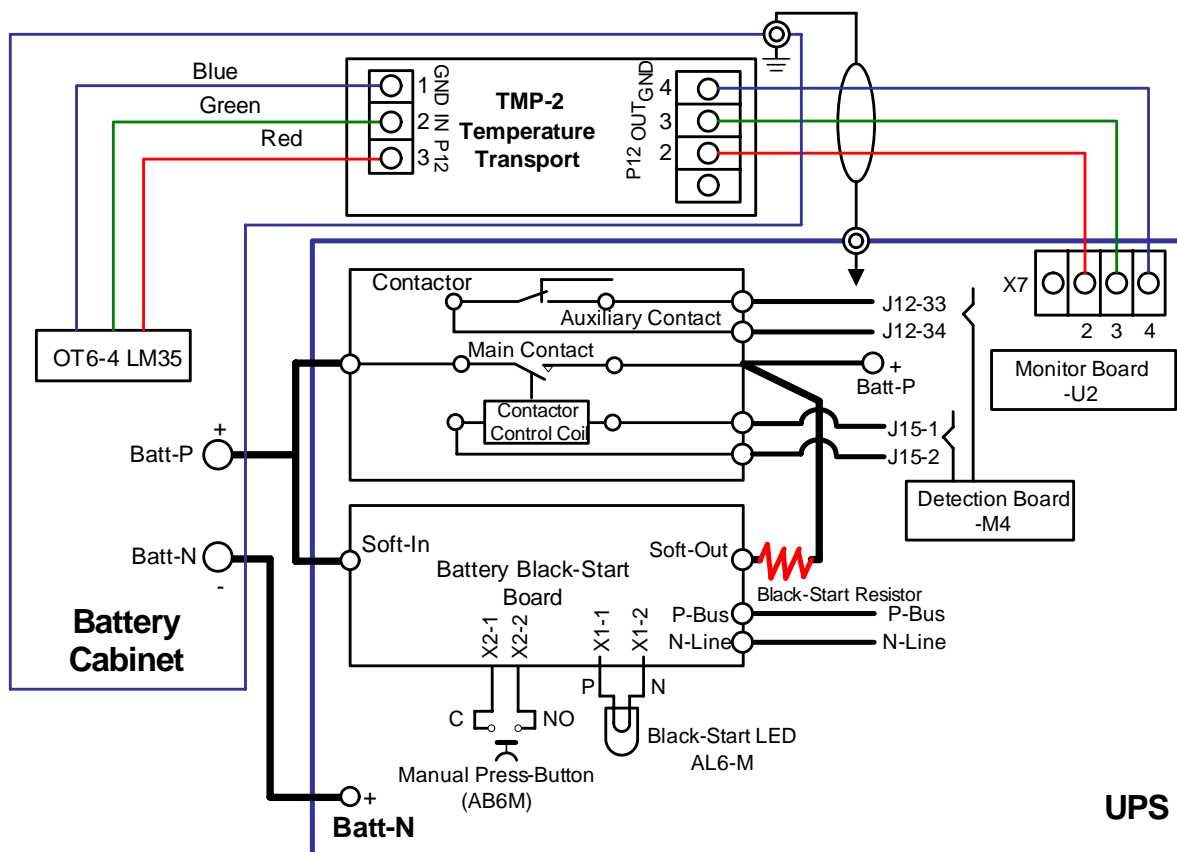 Blue
Green
Red
1
2
3
GND
IN
P12
TMP-2
Temperature
Transport
4
3
2
GND
OUT
P12
OT6-4 LM35
Contactor
Auxiliary Contact
J12-33
J12-34
Main Contact
+
Batt-P
Contactor
Control Coil
J15-1
J15-2
X7
2 3 4
Monitor Board
-U2
Detection Board
-M4
+
Batt-P
Batt-N
-
Battery
Cabinet
Soft-In
Battery Black-Start
Board
Soft-Out
Black-Start Resistor
P-Bus
P-Bus
N-Line
N-Line
X2-1
X2-2
X1-1
X1-2
C
NO
P
N
Manual Press-Button
(AB6M)
Black-Start LED
AL6-M
+
Batt-N
UPS